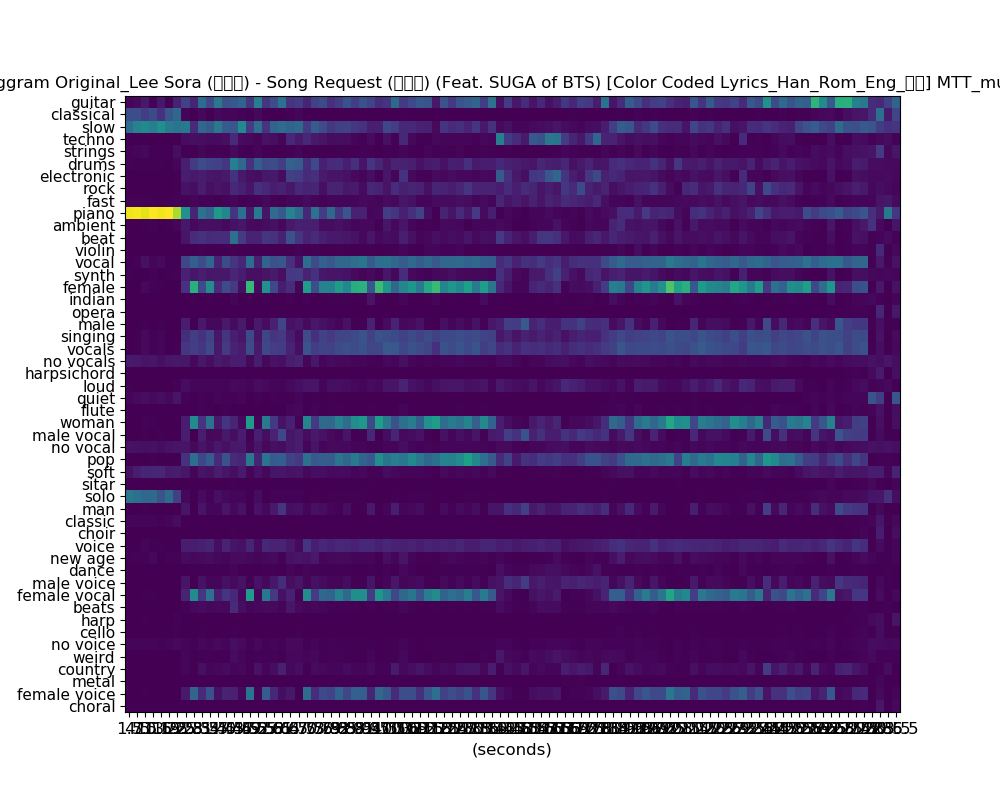 ggram Original_Lee Sora (□□□) - Song Request (□□□) (Feat. SUGA of BTS) [Color Coded Lyrics_Han_Rom_Eng_□□] MTT_mu
guitar
classical
slow
techno
strings
drums
electronic
rock
fast
piano
ambient
beat
violin
vocal
synth
female
indian
opera
male
singing
vocals
no vocals
harpsichord
loud
quiet
flute
woman
male vocal
no vocal
pop
soft
sitar
solo
man
classic
choir
voice
new age
dance
male voice
female vocal
beats
harp
cello
no voice
weird
country
metal
female voice
choral
(seconds)